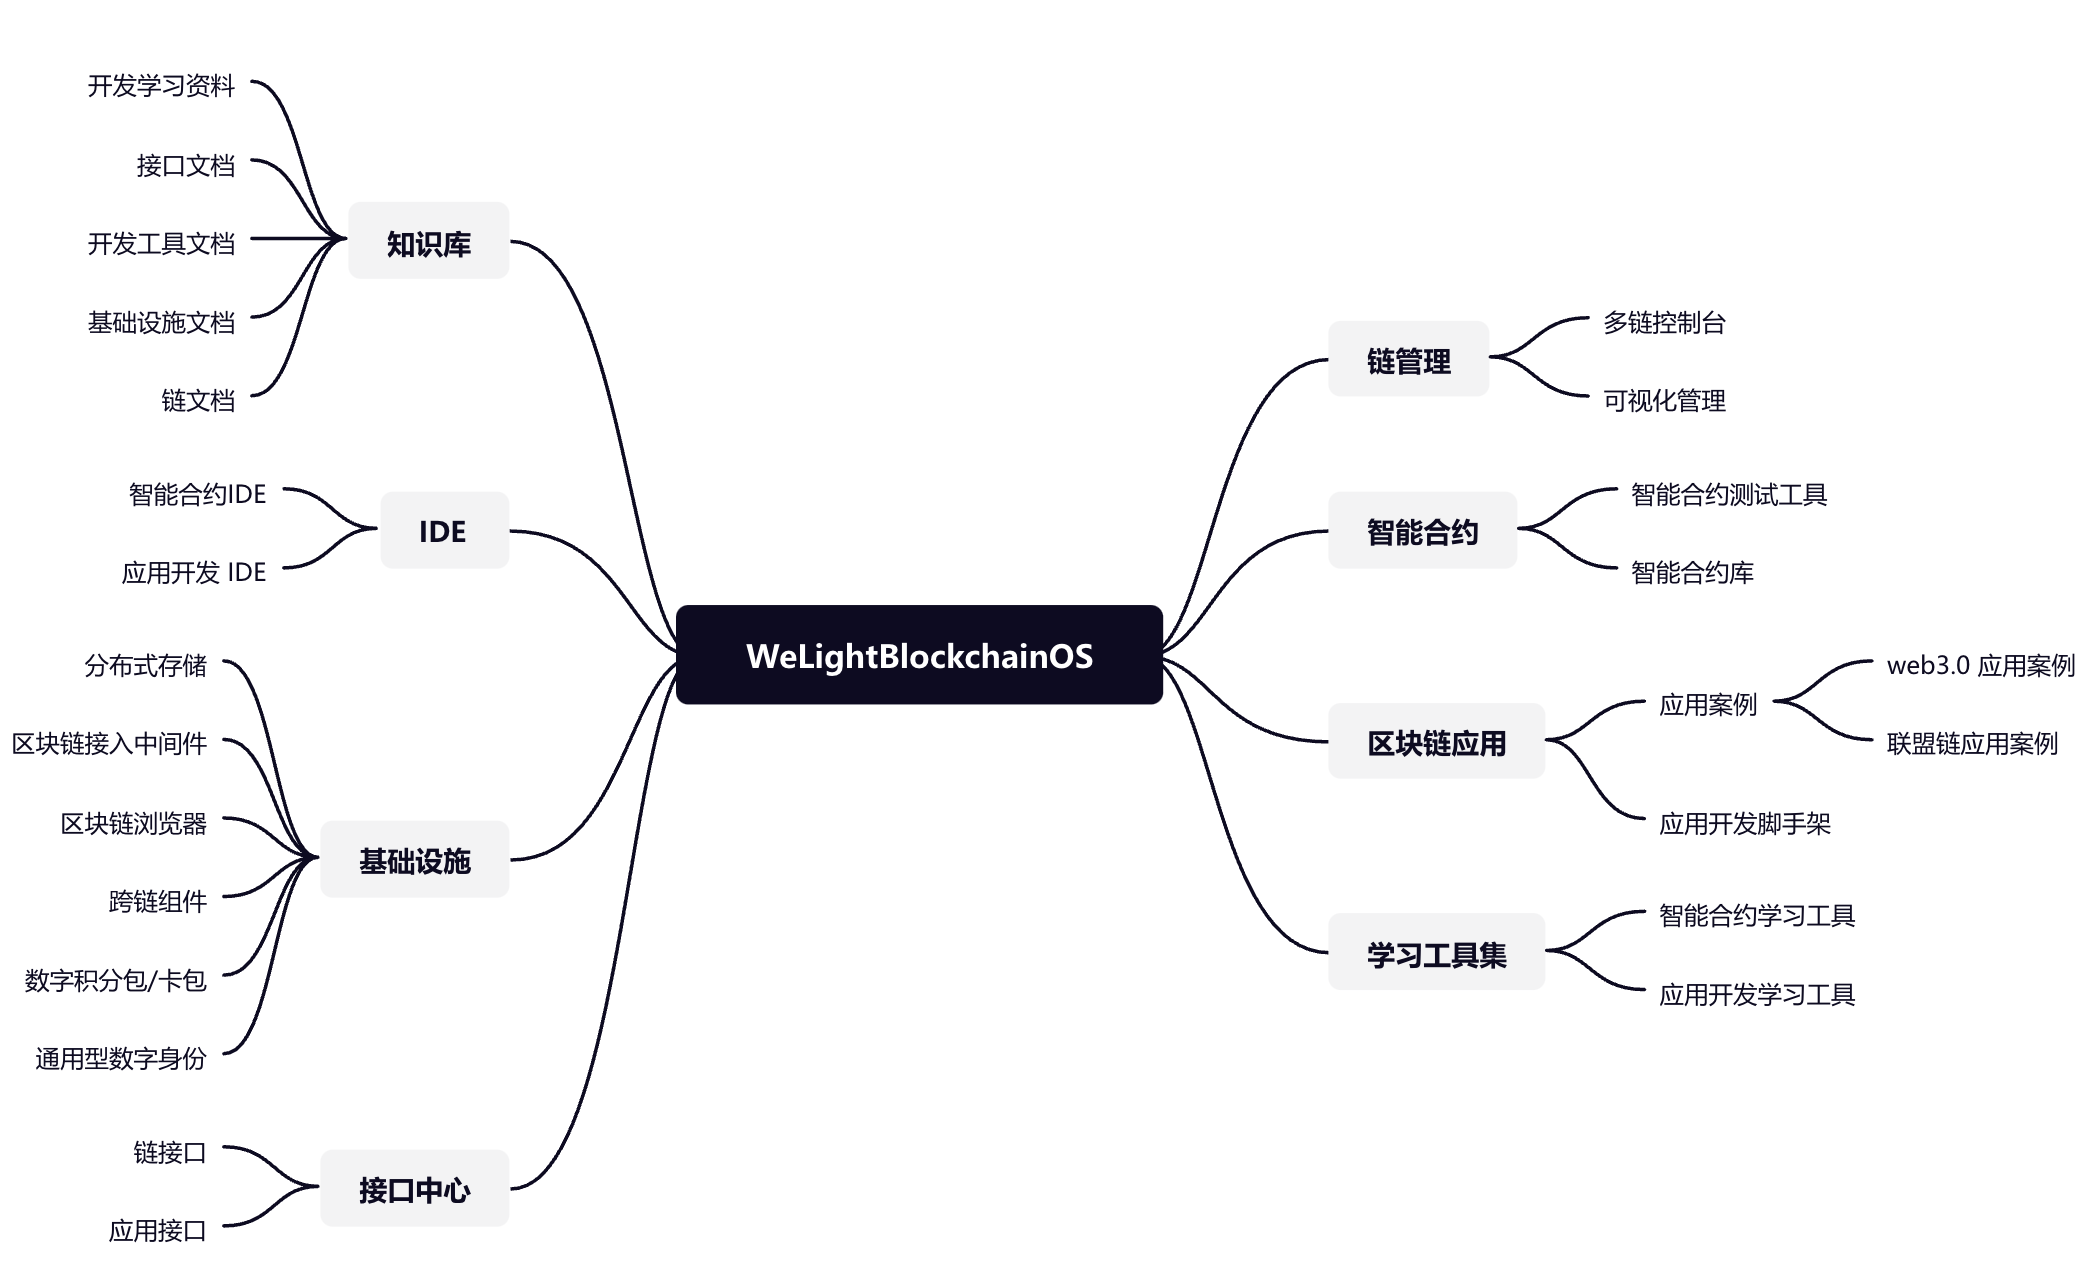 WeLightBlockchainOS
知识库
开发学习资料
接口文档
开发工具文档
基础设施文档
链文档
IDE
智能合约IDE
应用开发 IDE
基础设施
分布式存储
区块链接入中间件
区块链浏览器
跨链组件
数字积分包/卡包
通用型数字身份
接口中心
链接口
应用接口
链管理
多链控制台
可视化管理
智能合约
智能合约测试工具
智能合约库
区块链应用
应用案例
web3.0 应用案例
联盟链应用案例
应用开发脚手架
学习工具集
智能合约学习工具
应用开发学习工具